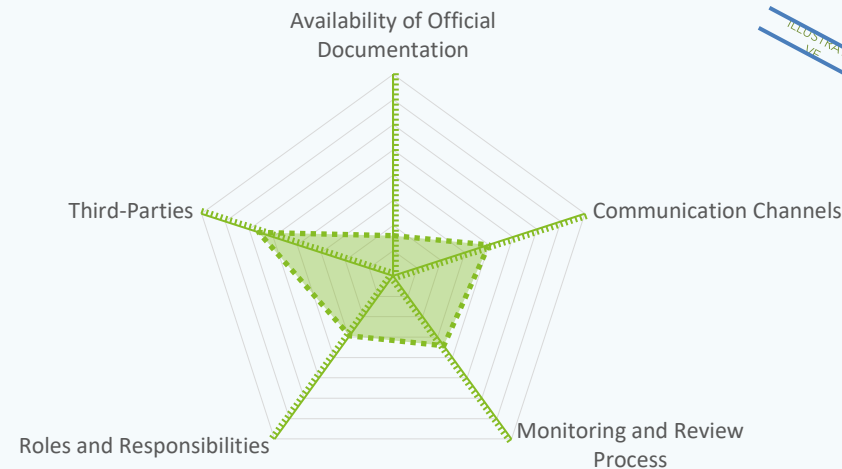 Availability of Official
Documentation
Third-Parties
Communication Channels
Roles and Responsibilities
Monitoring and Review
Process